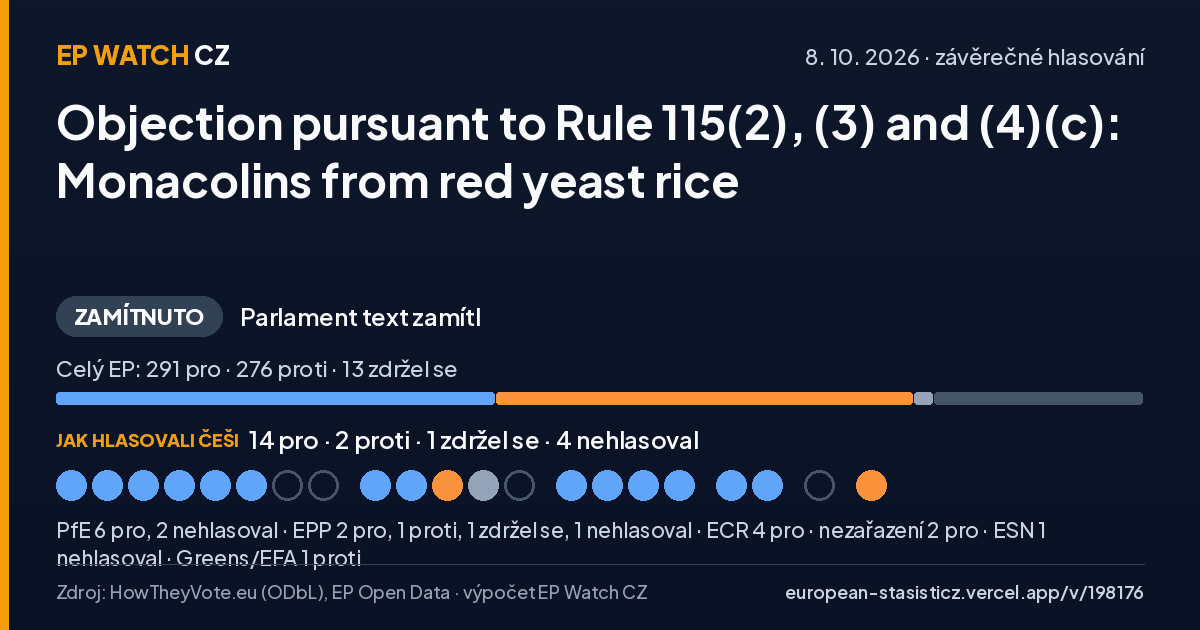 EP WATCH CZ
8. 10. 2026 · závěrečné hlasování
Objection pursuant to Rule 115(2), (3) and (4)(c):
Monacolins from red yeast rice
ZAMÍTNUTO Parlament text zamítl
Celý EP: 291 pro · 276 proti · 13 zdržel se
JAK HLASOVALI ČEŠI 14 pro · 2 proti · 1 zdržel se · 4 nehlasoval
PfE 6 pro, 2 nehlasoval · EPP 2 pro, 1 proti, 1 zdržel se, 1 nehlasoval · ECR 4 pro · nezařazení 2 pro · ESN 1
nehlasoval · Greens/EFA 1 proti
Zdroj: HowTheyVote.eu (ODbL), EP Open Data · výpočet EP Watch CZ
european-stasisticz.vercel.app/v/198176